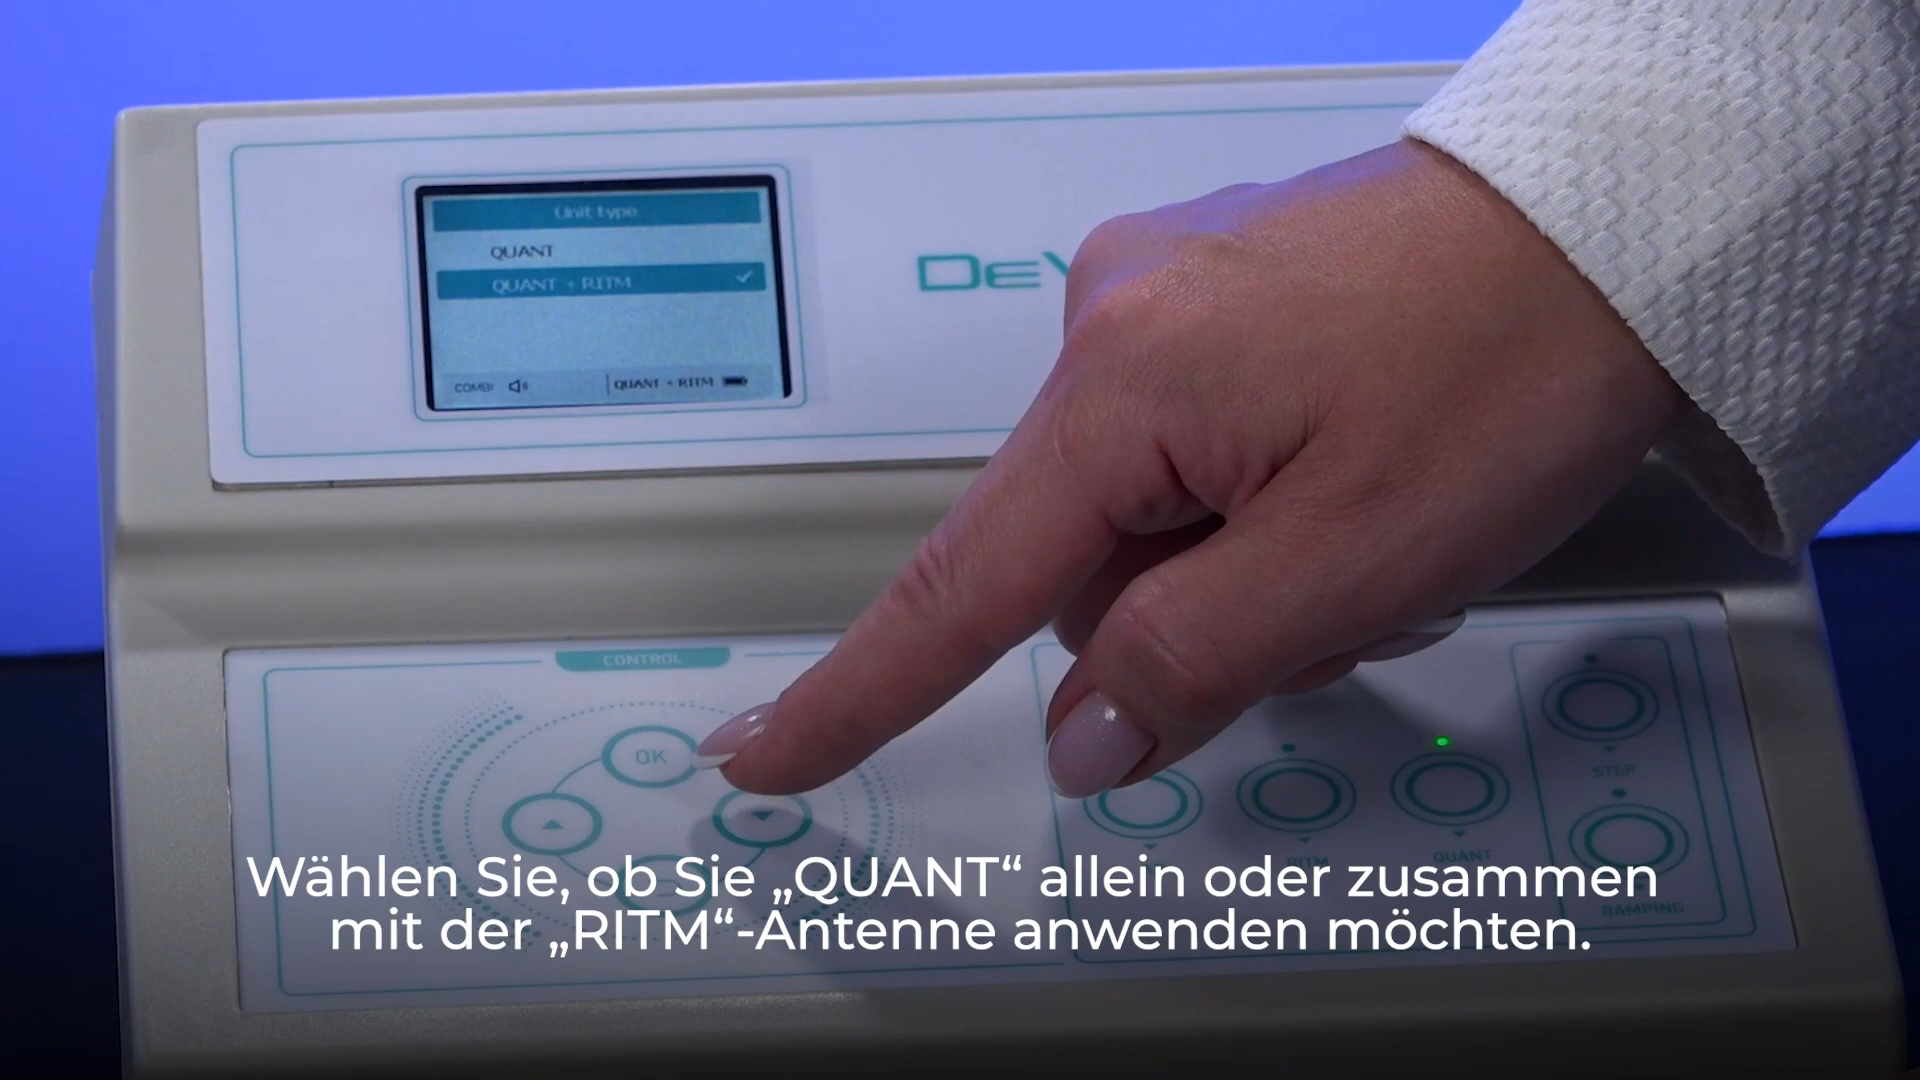 Unit type
QUANT
QUANT + RITM
COMBI
QUANT + RITM
DeV
CONTROL
OK
STEP
RITM
QUANT
RAMPING
Wählen Sie, ob Sie „QUANT“ allein oder zusammen
mit der „RITM“-Antenne anwenden möchten.